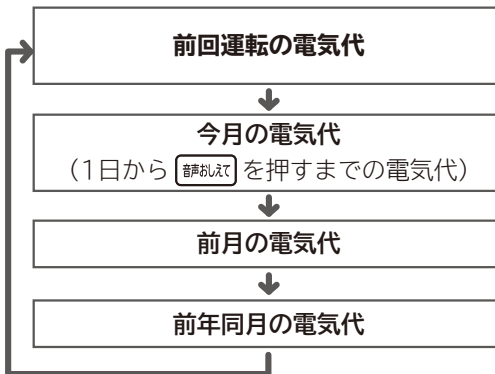 前回運転の電気代
今月の電気代
（1日から 音声おしえて を押すまでの電気代）
前月の電気代
前年同月の電気代